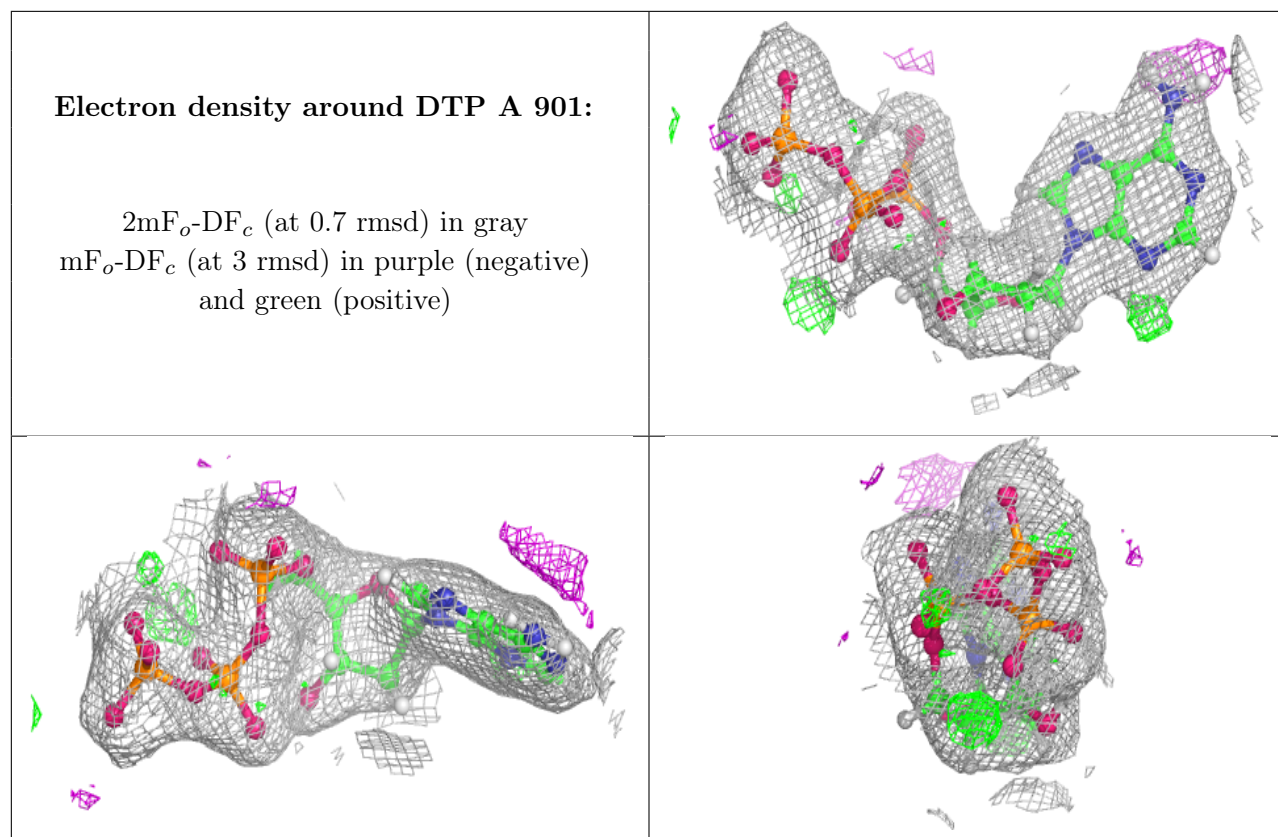 Electron density around DTP A 901:
2mFₒ-DF𝒸 (at 0.7 rmsd) in gray
mFₒ-DF𝒸 (at 3 rmsd) in purple (negative)
and green (positive)